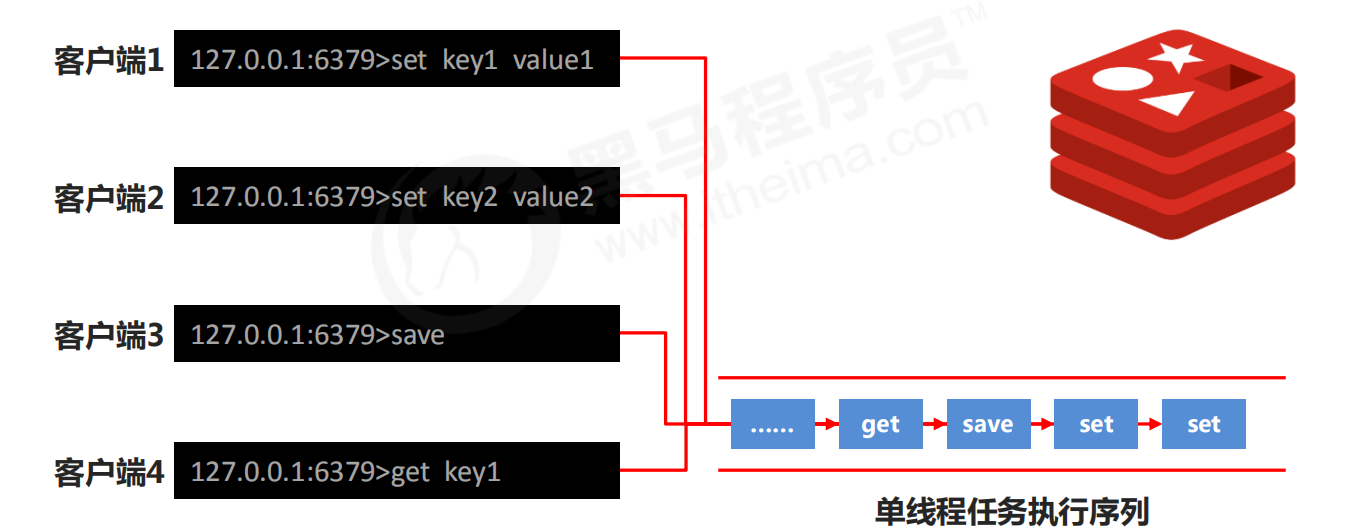 客户端1 127.0.0.1:6379>set key1 value1
客户端2 127.0.0.1:6379>set key2 value2
客户端3 127.0.0.1:6379>save
客户端4 127.0.0.1:6379>get key1
…… get save set set
单线程任务执行序列
黑马程序员™
www.itheima.com